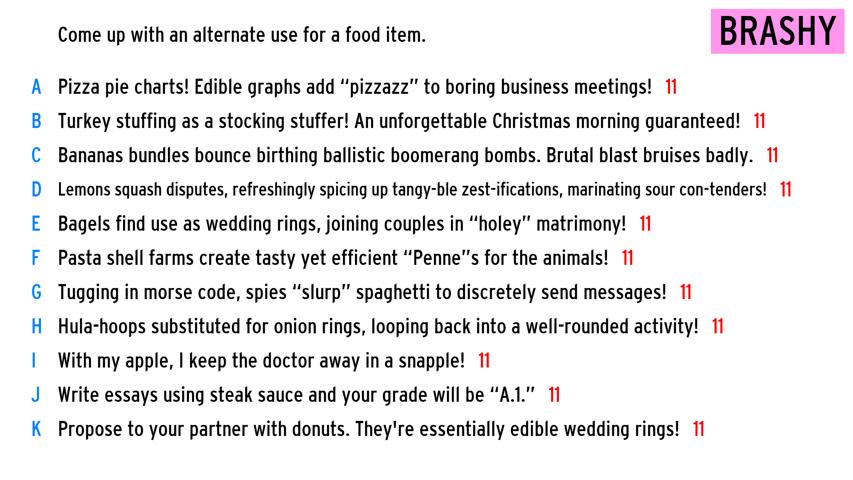 Come up with an alternate use for a food item.
BRASHY
A Pizza pie charts! Edible graphs add “pizzazz” to boring business meetings! 11
B Turkey stuffing as a stocking stuffer! An unforgettable Christmas morning guaranteed! 11
C Bananas bundles bounce birthing ballistic boomerang bombs. Brutal blast bruises badly. 11
D Lemons squash disputes, refreshingly spicing up tangy-ble zest-ifications, marinating sour con-tenders! 11
E Bagels find use as wedding rings, joining couples in “holey” matrimony! 11
F Pasta shell farms create tasty yet efficient “Penne”s for the animals! 11
G Tugging in morse code, spies “slurp” spaghetti to discretely send messages! 11
H Hula-hoops substituted for onion rings, looping back into a well-rounded activity! 11
I With my apple, I keep the doctor away in a snapple! 11
J Write essays using steak sauce and your grade will be “A.1.” 11
K Propose to your partner with donuts. They're essentially edible wedding rings! 11